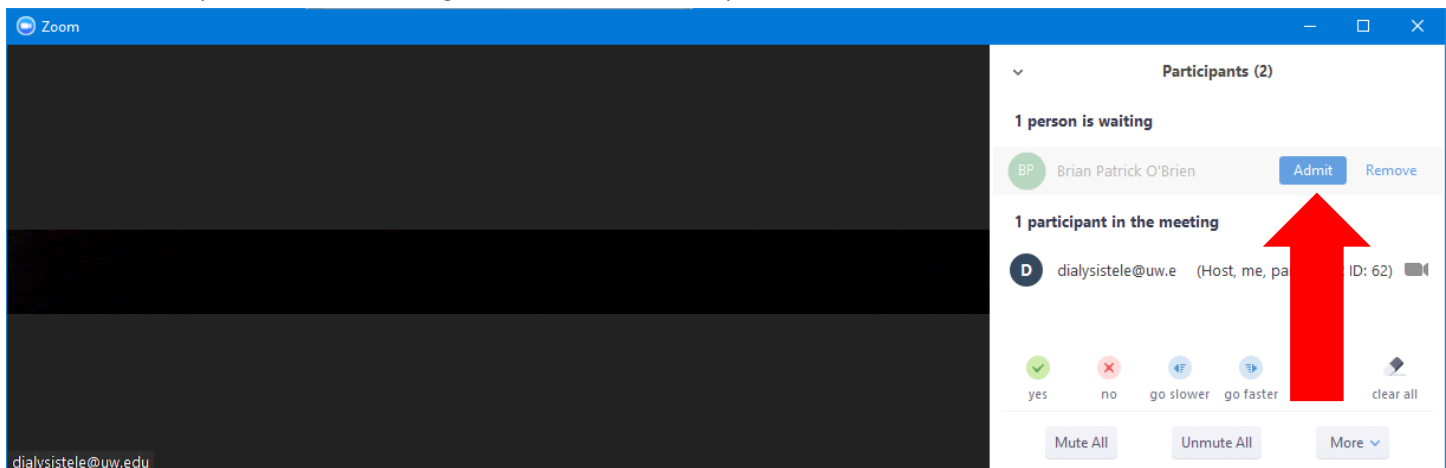 Zoom
Participants (2)
1 person is waiting
BP Brian Patrick O'Brien Admit Remove
1 participant in the meeting
D dialysistele@uw.e (Host, me, ID: 62)
yes no go slower go faster clear all
Mute All Unmute All More
dialysistele@uw.edu